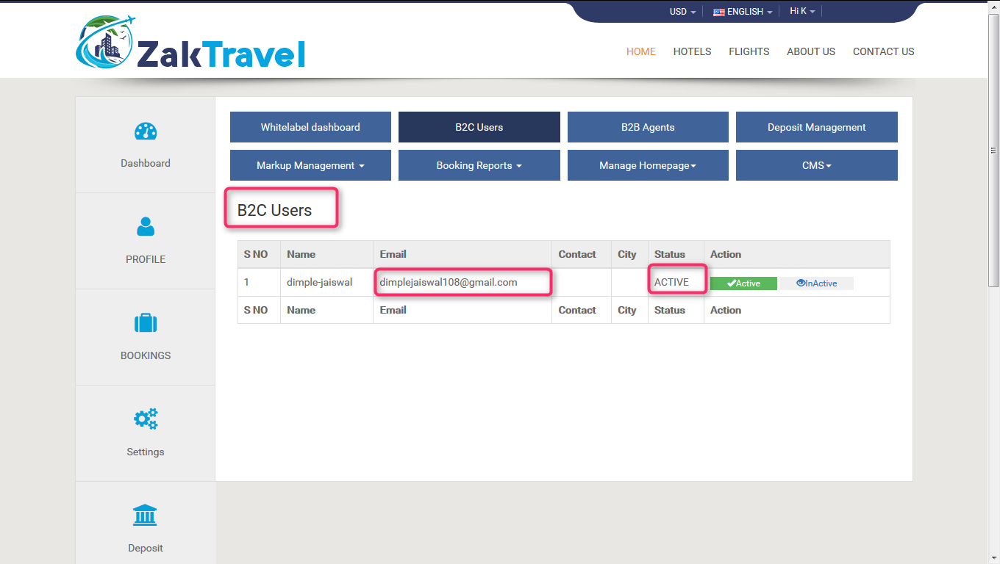 USD ENGLISH Hi K
ZakTravel
HOME HOTELS FLIGHTS ABOUT US CONTACT US
Dashboard
PROFILE
BOOKINGS
Settings
Deposit
Whitelabel dashboard B2C Users B2B Agents Deposit Management
Markup Management Booking Reports Manage Homepage CMS
B2C Users
S NO Name Email Contact City Status Action
1 dimple-jaiswal dimplejaiswal108@gmail.com ACTIVE Active InActive
S NO Name Email Contact City Status Action